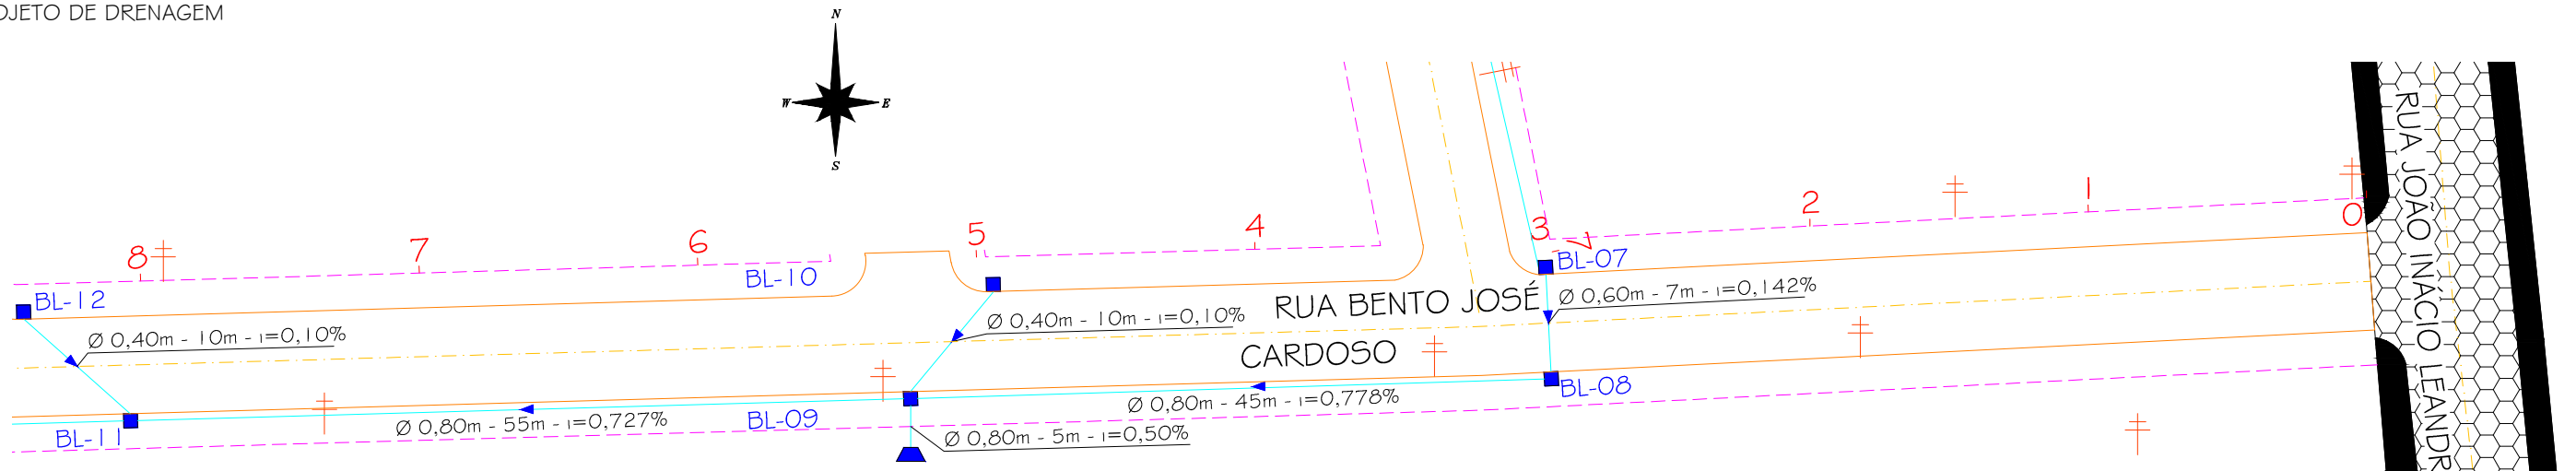 OJETO DE DRENAGEM
N
W E
S
8
7
6
5
4
3
2
1
0
BL-12
BL-10
BL-07
Ø 0,40m - 10m - i=0,10%
Ø 0,40m - 10m - i=0,10%
RUA BENTO JOSÉ
CARDOSO
Ø 0,60m - 7m - i=0,142%
BL-08
Ø 0,80m - 45m - i=0,778%
BL-11
Ø 0,80m - 55m - i=0,727%
BL-09
Ø 0,80m - 5m - i=0,50%
RUA JOÃO INÁCIO LEANDR